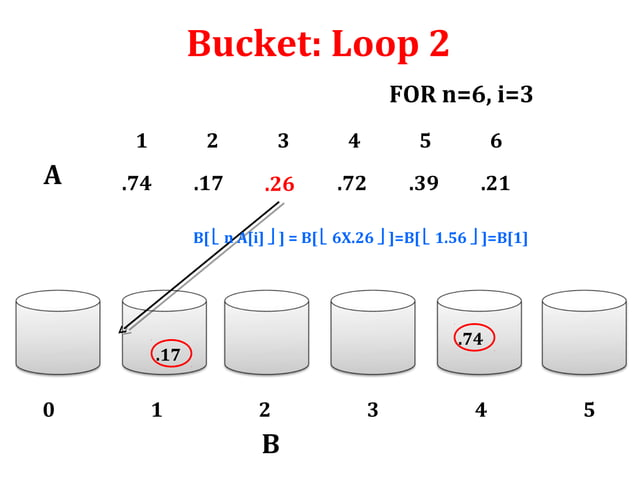 Bucket: Loop 2
FOR n=6, i=3
1 2 3 4 5 6
A .74 .17 .26 .72 .39 .21
B[⎣ n A[i] ⎦] = B[⎣ 6X.26 ⎦]=B[⎣ 1.56 ⎦]=B[1]
.17 .74
0 1 2 3 4 5
B